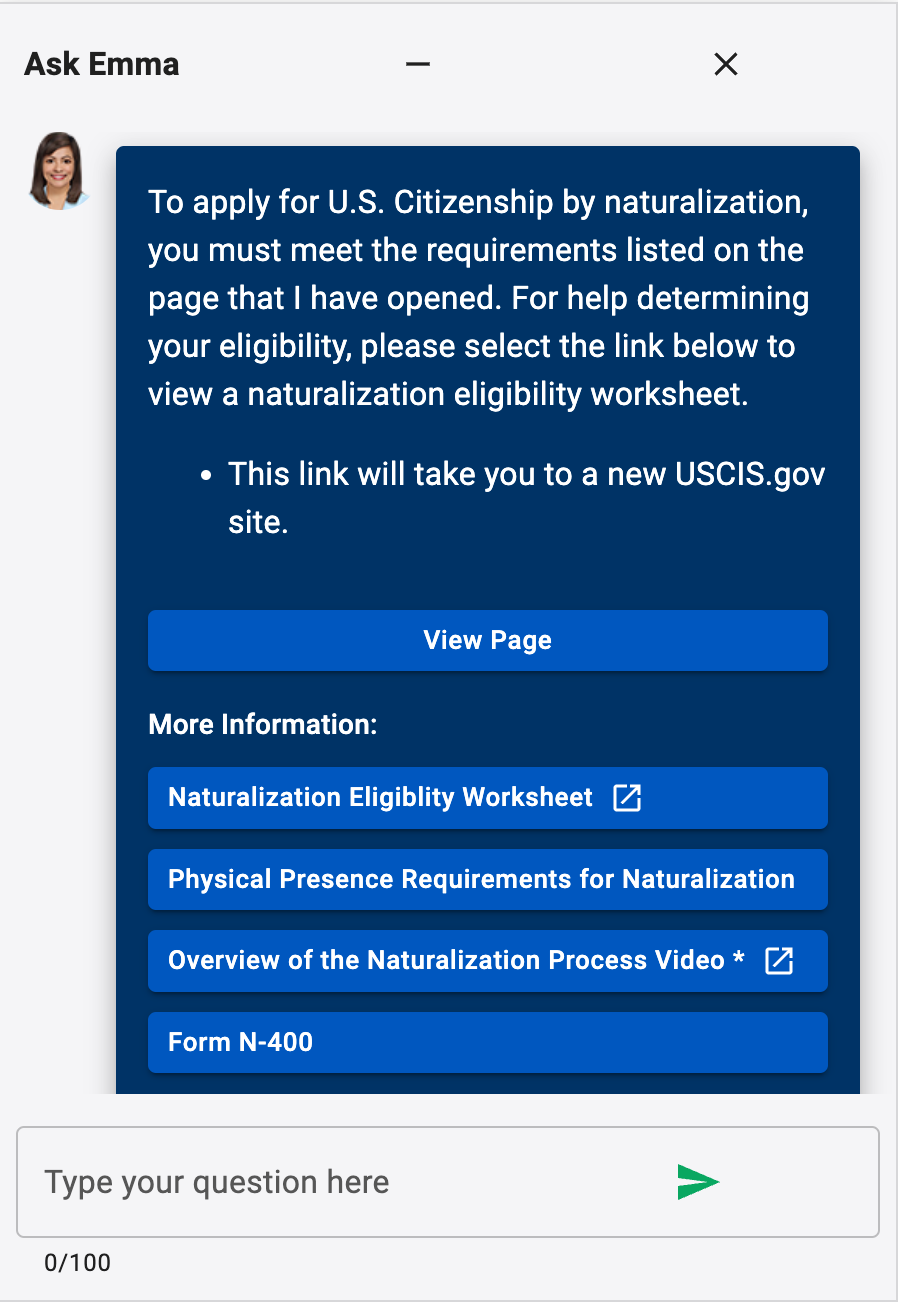 Ask Emma
To apply for U.S. Citizenship by naturalization,
you must meet the requirements listed on the
page that I have opened. For help determining
your eligibility, please select the link below to
view a naturalization eligibility worksheet.
• This link will take you to a new USCIS.gov
site.
View Page
More Information:
Naturalization Eligiblity Worksheet
Physical Presence Requirements for Naturalization
Overview of the Naturalization Process Video *
Form N-400
Type your question here
0/100